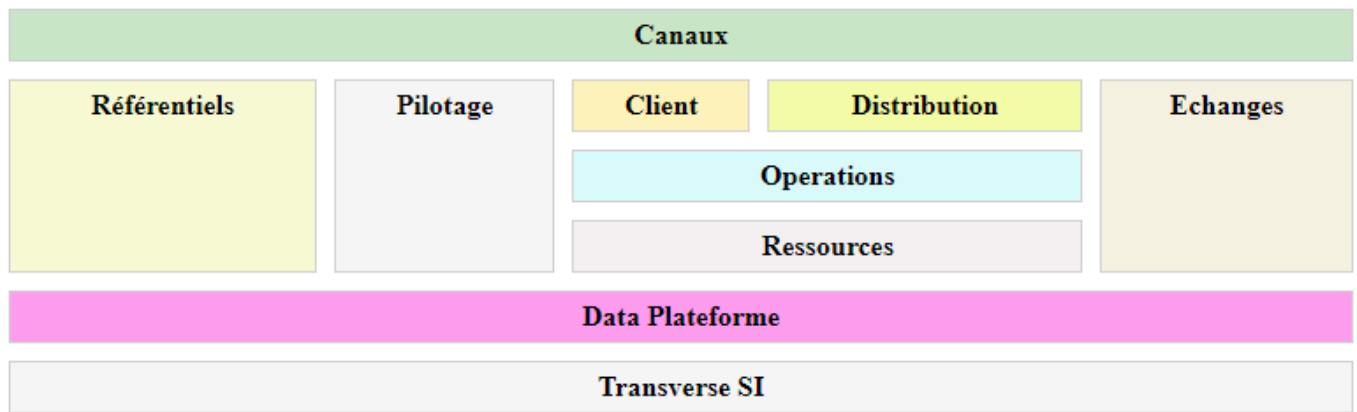 Canaux
Référentiels
Pilotage
Client
Distribution
Echanges
Operations
Ressources
Data Plateforme
Transverse SI